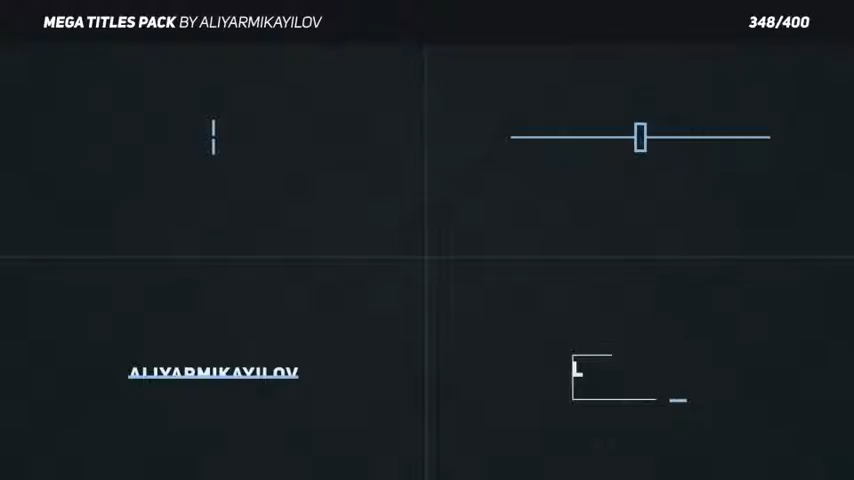 MEGA TITLES PACK BY ALIYARMIKAYILOV
348/400
ALIYARMIKAYILOV
L